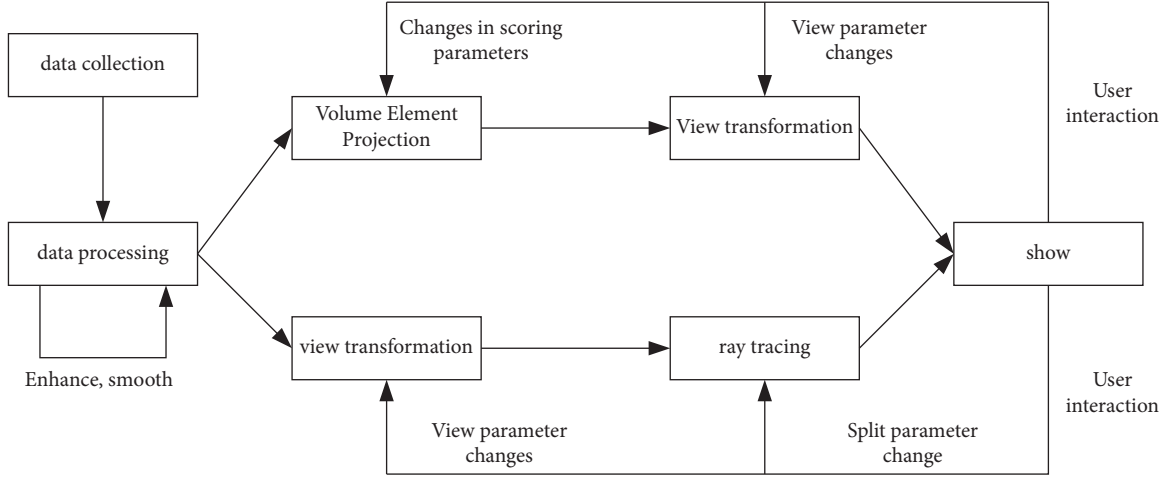 Changes in scoring
parameters
View parameter
changes
data collection
User
interaction
Volume Element
Projection
View transformation
data processing
show
view transformation
ray tracing
Enhance, smooth
User
interaction
View parameter
changes
Split parameter
change